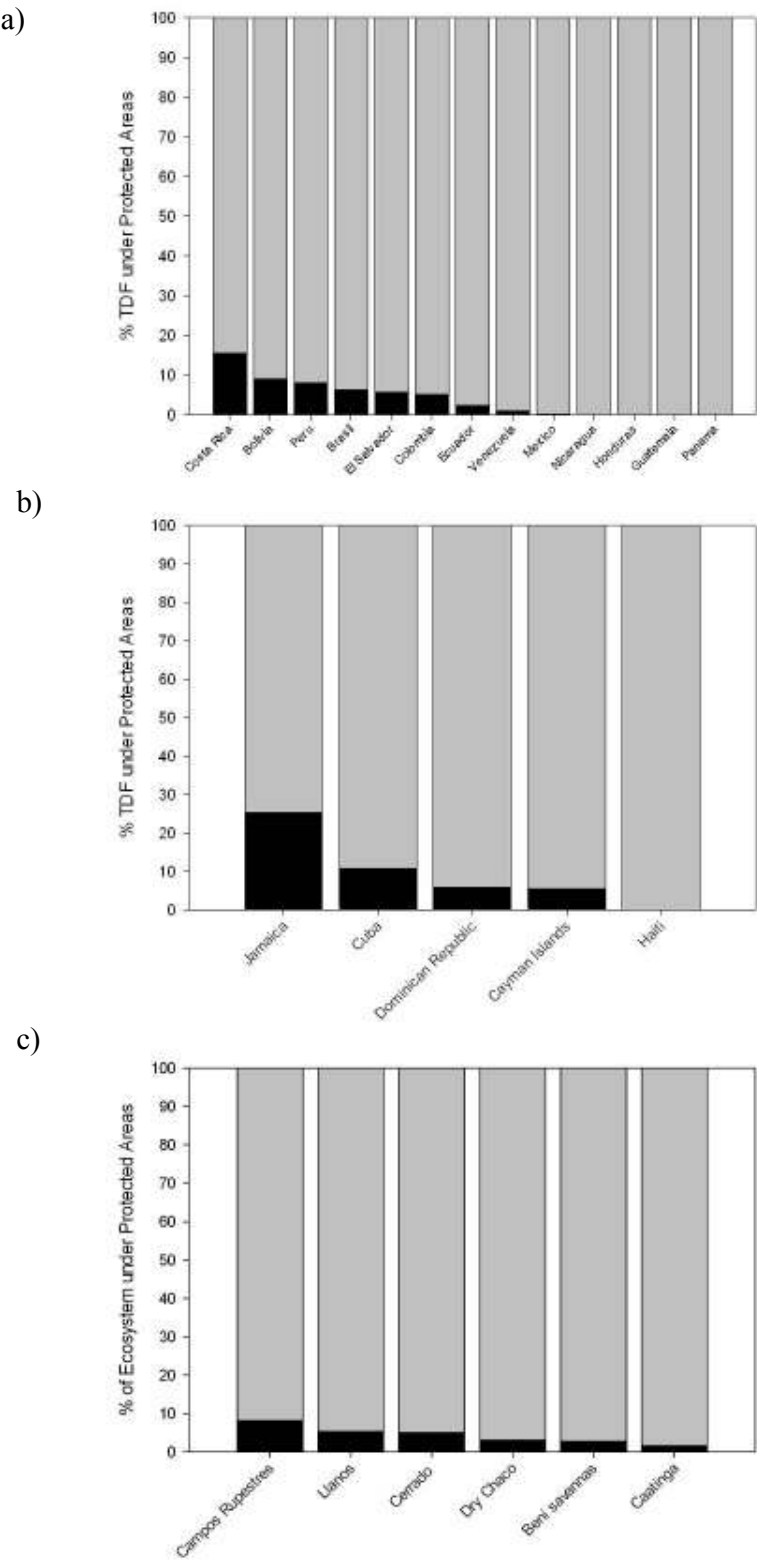 a)
100
90
80
70
60
50
40
30
20
10
0
% TDF under Protected Areas
Costa Rica
Bolivia
Peru
Brasil
El Salvador
Colombia
Ecuador
Venezuela
Mexico
Nicaragua
Honduras
Guatemala
Panama
b)
100
90
80
70
60
50
40
30
20
10
0
% TDF under Protected Areas
Jamaica
Cuba
Dominican Republic
Cayman Islands
Haiti
c)
100
90
80
70
60
50
40
30
20
10
0
% of Ecosystem under Protected Areas
Campos Rupestres
Llanos
Cerrado
Dry Chaco
Beni savannas
Caatinga